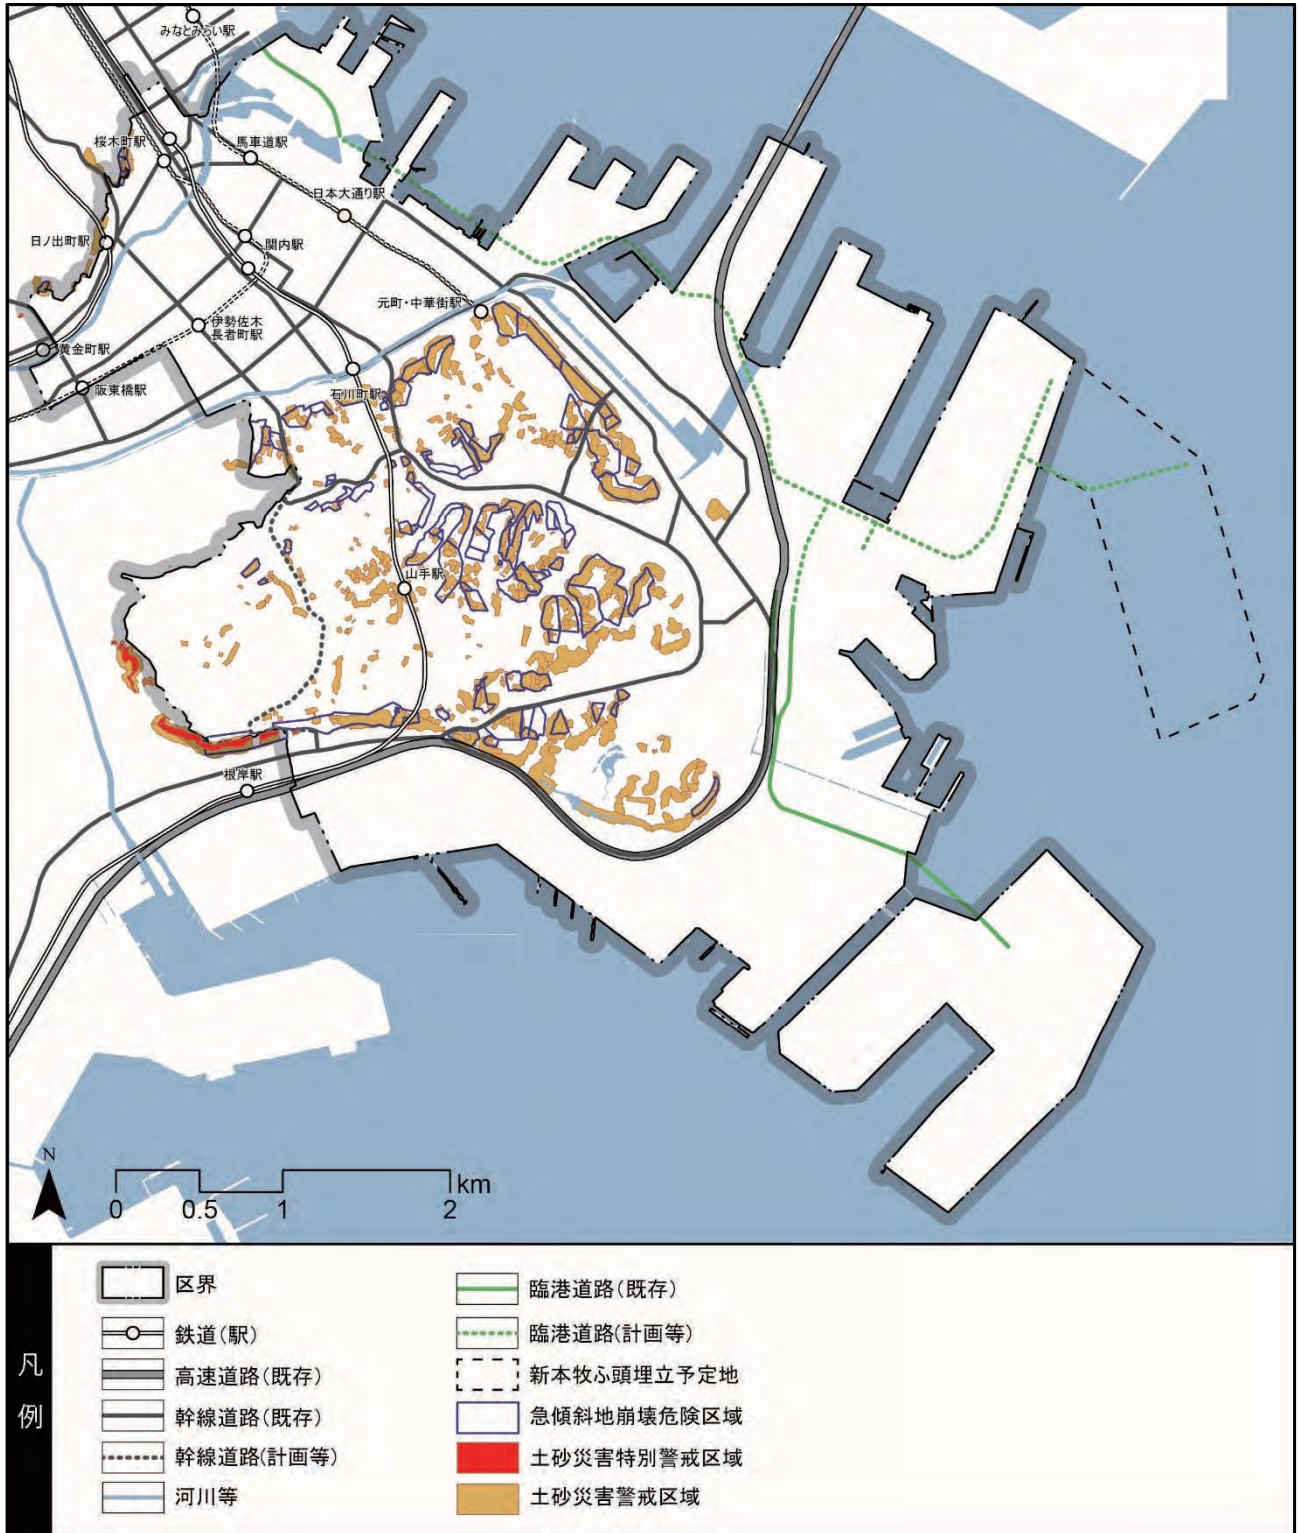 みなとみらい駅
桜木町駅
馬車道駅
日本大通り駅
日ノ出町駅
関内駅
元町・中華街駅
伊勢佐木
長者町駅
黄金町駅
阪東橋駅
石川町駅
山手駅
根岸駅
N
km
0
0.5
1
2
凡例
区界
鉄道(駅)
高速道路(既存)
幹線道路(既存)
幹線道路(計画等)
河川等
臨港道路(既存)
臨港道路(計画等)
新本牧ふ頭埋立予定地
急傾斜地崩壊危険区域
土砂災害特別警戒区域
土砂災害警戒区域